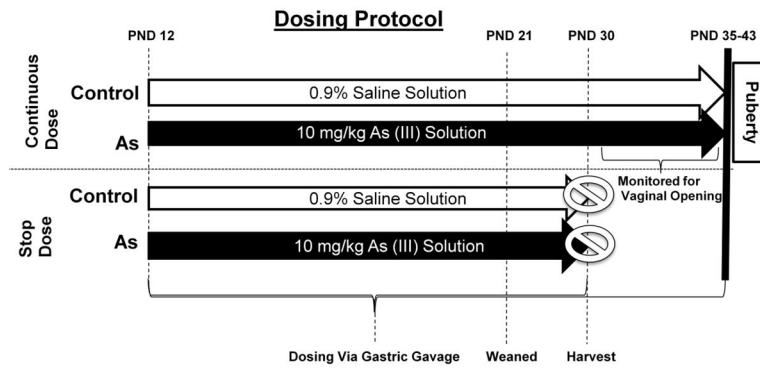 Dosing Protocol
PND 12
PND 21
PND 30
PND 35-43
Continuous
Dose
Control
0.9% Saline Solution
As
10 mg/kg As (III) Solution
Puberty
Monitored for
Vaginal Opening
Stop
Dose
Control
0.9% Saline Solution
As
10 mg/kg As (III) Solution
Dosing Via Gastric Gavage
Weaned
Harvest